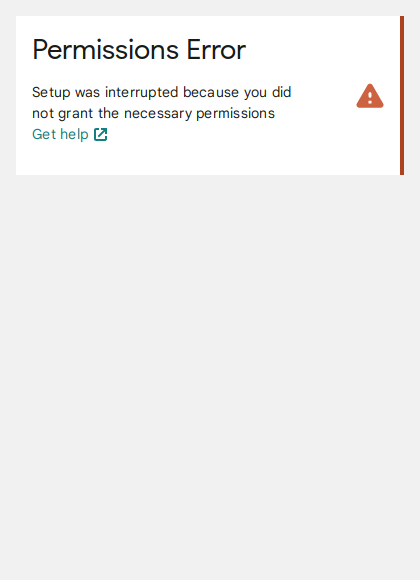 Permissions Error
Setup was interrupted because you did
not grant the necessary permissions
Get help